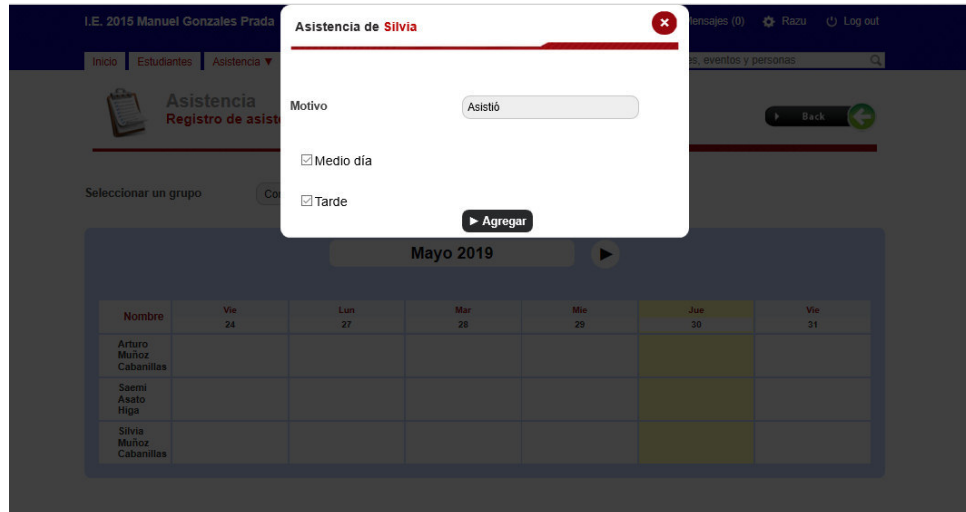 I.E. 2015 Manuel Gonzales Prada
Mensajes (0) Razu Log out
Asistencia de Silvia
Inicio Estudiantes Asistencia ▼
eventos y personas
Asistencia
Registro de
Back
Motivo Asistió
Medio día
Seleccionar un grupo
Tarde
Agregar
Mayo 2019
Nombre Vie 24 Lun 27 Mar 28 Mie 29 Jue 30 Vie 31
Arturo
Muñoz
Cabanillas
Saemi
Asato
Higa
Silvia
Muñoz
Cabanillas